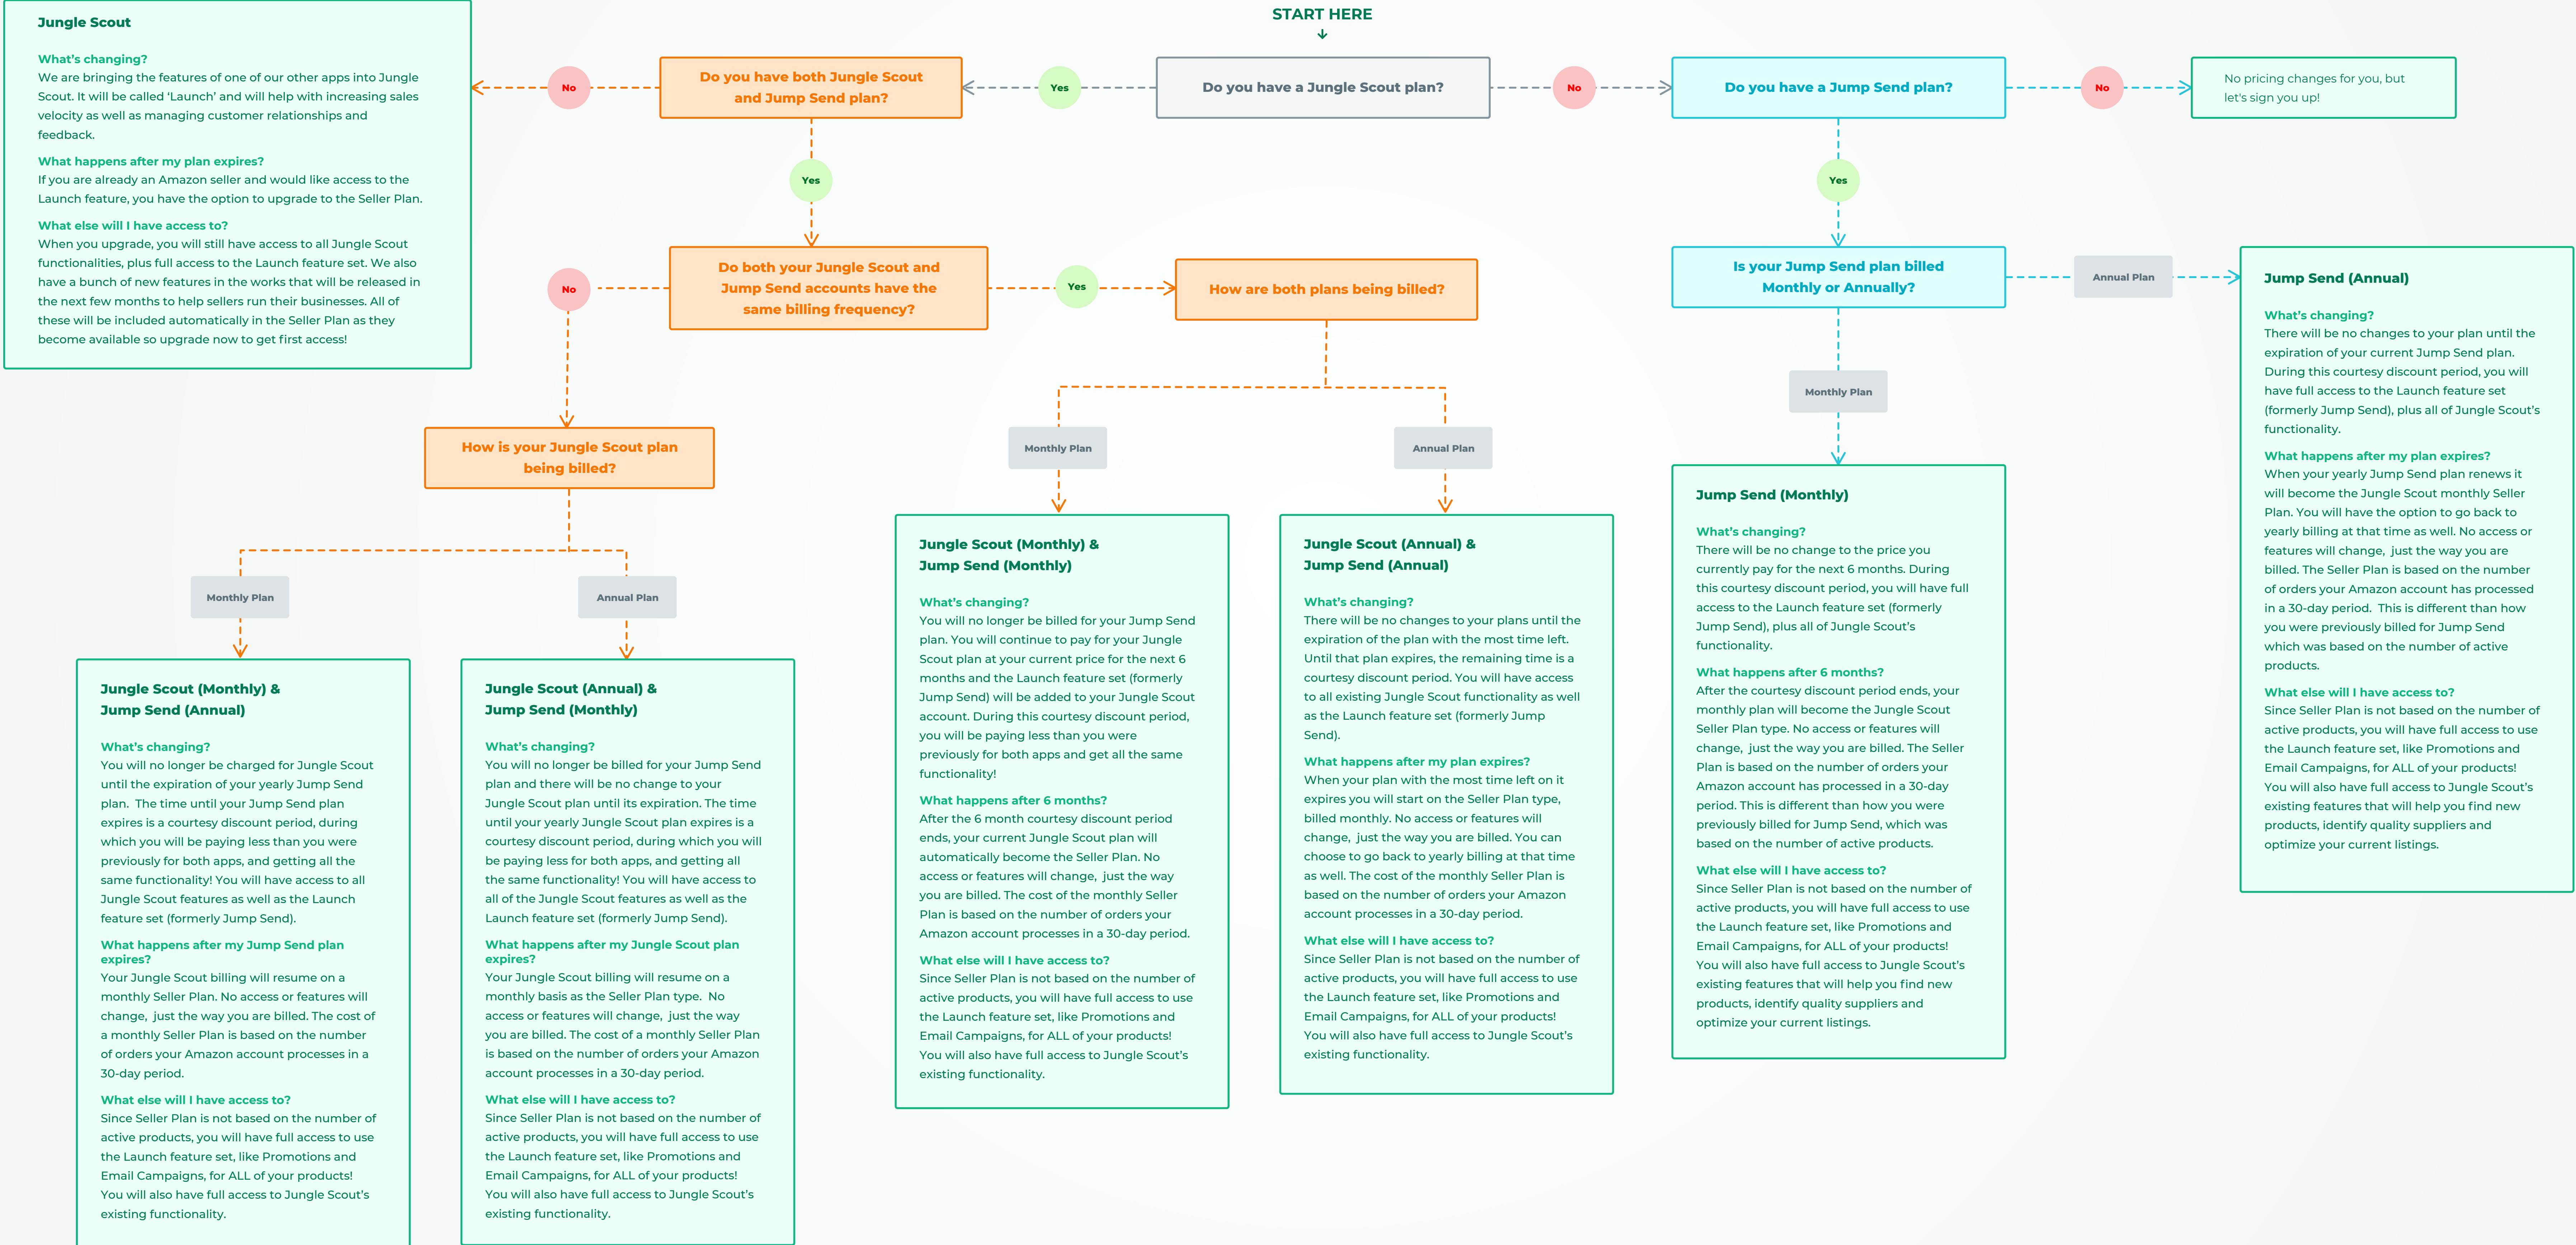 START HERE
Do you have a Jungle Scout plan?
Yes
No
Do you have both Jungle Scout
and Jump Send plan?
No
Jungle Scout
What's changing?
We are bringing the features of one of our other apps into Jungle
Scout. It will be called ‘Launch’ and will help with increasing sales
velocity as well as managing customer relationships and
feedback.
What happens after my plan expires?
If you are already an Amazon seller and would like access to the
Launch feature, you have the option to upgrade to the Seller Plan.
What else will I have access to?
When you upgrade, you will still have access to all Jungle Scout
functionalities, plus full access to the Launch feature set. We also
have a bunch of new features in the works that will be released in
the next few months to help sellers run their businesses. All of
these will be included automatically in the Seller Plan as they
become available so upgrade now to get first access!
Yes
Do both your Jungle Scout and
Jump Send accounts have the
same billing frequency?
No
How is your Jungle Scout plan
being billed?
Monthly Plan
Annual Plan
Jungle Scout (Monthly) &
Jump Send (Annual)
What's changing?
You will no longer be charged for Jungle Scout
until the expiration of your yearly Jump Send
plan. The time until your Jump Send plan
expires is a courtesy discount period, during
which you will be paying less than you were
previously for both apps, and getting all the
same functionality! You will have access to all
Jungle Scout features as well as the Launch
feature set (formerly Jump Send).
What happens after my Jump Send plan
expires?
Your Jungle Scout billing will resume on a
monthly Seller Plan. No access or features will
change, just the way you are billed. The cost of
a monthly Seller Plan is based on the number
of orders your Amazon account processes in a
30-day period.
What else will I have access to?
Since Seller Plan is not based on the number of
active products, you will have full access to use
the Launch feature set, like Promotions and
Email Campaigns, for ALL of your products!
You will also have full access to Jungle Scout's
existing functionality.
Jungle Scout (Annual) &
Jump Send (Monthly)
What's changing?
You will no longer be billed for your Jump Send
plan and there will be no change to your
Jungle Scout plan until its expiration. The time
until your yearly Jungle Scout plan expires is a
courtesy discount period, during which you will
be paying less for both apps, and getting all
the same functionality! You will have access to
all of the Jungle Scout features as well as the
Launch feature set (formerly Jump Send).
What happens after my Jungle Scout plan
expires?
Your Jungle Scout billing will resume on a
monthly basis as the Seller Plan type. No
access or features will change, just the way
you are billed. The cost of a monthly Seller Plan
is based on the number of orders your Amazon
account processes in a 30-day period.
What else will I have access to?
Since Seller Plan is not based on the number of
active products, you will have full access to use
the Launch feature set, like Promotions and
Email Campaigns, for ALL of your products!
You will also have full access to Jungle Scout's
existing functionality.
Yes
How are both plans being billed?
Monthly Plan
Annual Plan
Jungle Scout (Monthly) &
Jump Send (Monthly)
What's changing?
You will no longer be billed for your Jump Send
plan. You will continue to pay for your Jungle
Scout plan at your current price for the next 6
months and the Launch feature set (formerly
Jump Send) will be added to your Jungle Scout
account. During this courtesy discount period,
you will be paying less than you were
previously for both apps and get all the same
functionality!
What happens after 6 months?
After the 6 month courtesy discount period
ends, your current Jungle Scout plan will
automatically become the Seller Plan. No
access or features will change, just the way
you are billed. The cost of the monthly Seller
Plan is based on the number of orders your
Amazon account processes in a 30-day period.
What else will I have access to?
Since Seller Plan is not based on the number of
active products, you will have full access to use
the Launch feature set, like Promotions and
Email Campaigns, for ALL of your products!
You will also have full access to Jungle Scout's
existing functionality.
Jungle Scout (Annual) &
Jump Send (Annual)
What's changing?
There will be no changes to your plans until the
expiration of the plan with the most time left.
Until that plan expires, the remaining time is a
courtesy discount period. You will have access
to all existing Jungle Scout functionality as well
as the Launch feature set (formerly Jump
Send).
What happens after my plan expires?
When your plan with the most time left on it
expires you will start on the Seller Plan type,
billed monthly. No access or features will
change, just the way you are billed. You can
choose to go back to yearly billing at that time
as well. The cost of the monthly Seller Plan is
based on the number of orders your Amazon
account processes in a 30-day period.
What else will I have access to?
Since Seller Plan is not based on the number of
active products, you will have full access to use
the Launch feature set, like Promotions and
Email Campaigns, for ALL of your products!
You will also have full access to Jungle Scout's
existing functionality.
Do you have a Jump Send plan?
No
No pricing changes for you, but
let's sign you up!
Yes
Is your Jump Send plan billed
Monthly or Annually?
Monthly Plan
Annual Plan
Jump Send (Monthly)
What's changing?
There will be no change to the price you
currently pay for the next 6 months. During
this courtesy discount period, you will have full
access to the Launch feature set (formerly
Jump Send), plus all of Jungle Scout's
functionality.
What happens after 6 months?
After the courtesy discount period ends, your
monthly plan will become the Jungle Scout
Seller Plan type. No access or features will
change, just the way you are billed. The Seller
Plan is based on the number of orders your
Amazon account has processed in a 30-day
period. This is different than how you were
previously billed for Jump Send, which was
based on the number of active products.
What else will I have access to?
Since Seller Plan is not based on the number of
active products, you will have full access to use
the Launch feature set, like Promotions and
Email Campaigns, for ALL of your products!
You will also have full access to Jungle Scout's
existing features that will help you find new
products, identify quality suppliers and
optimize your current listings.
Jump Send (Annual)
What's changing?
There will be no changes to your plan until the
expiration of your current Jump Send plan.
During this courtesy discount period, you will
have full access to the Launch feature set
(formerly Jump Send), plus all of Jungle Scout's
functionality.
What happens after my plan expires?
When your yearly Jump Send plan renews it
will become the Jungle Scout monthly Seller
Plan. You will have the option to go back to
yearly billing at that time as well. No access or
features will change, just the way you are
billed. The Seller Plan is based on the number
of orders your Amazon account has processed
in a 30-day period. This is different than how
you were previously billed for Jump Send
which was based on the number of active
products.
What else will I have access to?
Since Seller Plan is not based on the number of
active products, you will have full access to use
the Launch feature set, like Promotions and
Email Campaigns, for ALL of your products!
You will also have full access to Jungle Scout's
existing features that will help you find new
products, identify quality suppliers and
optimize your current listings.